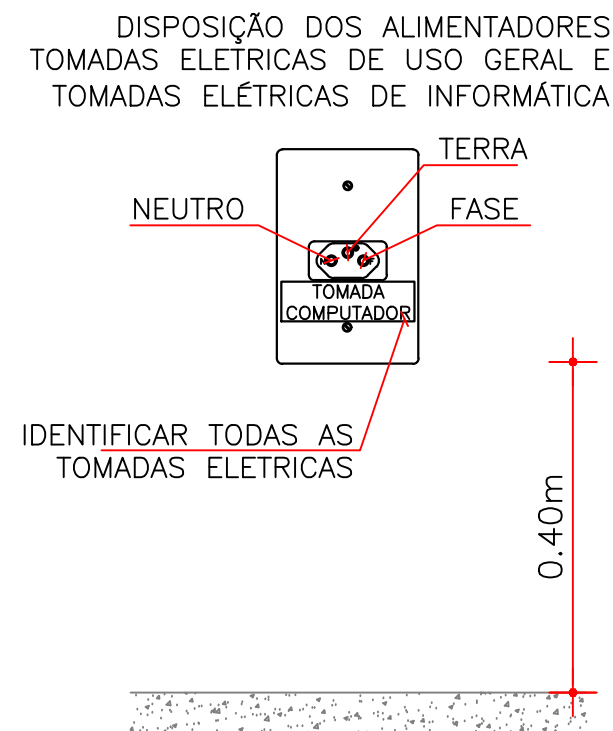 DISPOSIÇÃO DOS ALIMENTADORES
TOMADAS ELETRICAS DE USO GERAL E
TOMADAS ELÉTRICAS DE INFORMÁTICA
TERRA
NEUTRO
FASE
TOMADA
COMPUTADOR
IDENTIFICAR TODAS AS
TOMADAS ELETRICAS
0.40m